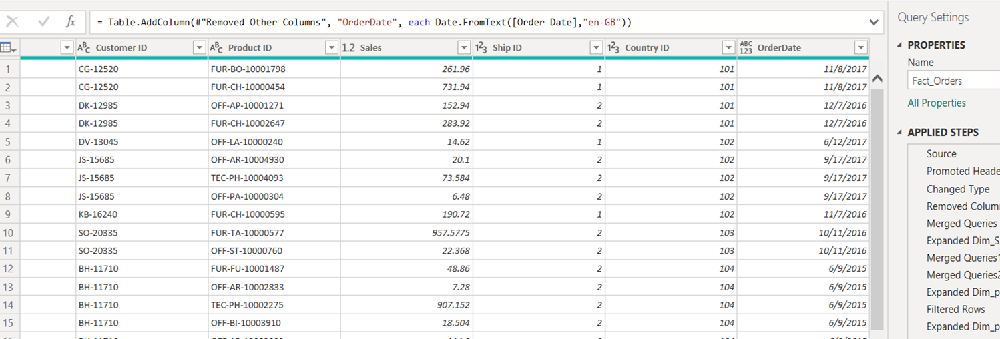 fx = Table.AddColumn(#"Removed Other Columns", "OrderDate", each Date.FromText([Order Date],"en-GB"))
ABC Customer ID ABC Product ID 1.2 Sales 123 Ship ID 123 Country ID ABC 123 OrderDate
1 CG-12520 FUR-BO-10001798 261.96 1 101 11/8/2017
2 CG-12520 FUR-CH-10000454 731.94 1 101 11/8/2017
3 DK-12985 OFF-AP-10001271 152.94 2 101 12/7/2016
4 DK-12985 FUR-CH-10002647 283.92 2 101 12/7/2016
5 DV-13045 OFF-LA-10000240 14.62 1 102 6/12/2017
6 JS-15685 OFF-AR-10004930 20.1 2 102 9/17/2017
7 JS-15685 TEC-PH-10004093 73.584 2 102 9/17/2017
8 JS-15685 OFF-PA-10000304 6.48 2 102 9/17/2017
9 KB-16240 FUR-CH-10000595 190.72 1 102 11/7/2016
10 SO-20335 FUR-TA-10000577 957.5775 2 103 10/11/2016
11 SO-20335 OFF-ST-10000760 22.368 2 103 10/11/2016
12 BH-11710 FUR-FU-10001487 48.86 2 104 6/9/2015
13 BH-11710 OFF-AR-10002833 7.28 2 104 6/9/2015
14 BH-11710 TEC-PH-10002275 907.152 2 104 6/9/2015
15 BH-11710 OFF-BI-10003910 18.504 2 104 6/9/2015
Query Settings
PROPERTIES
Name
Fact_Orders
All Properties
APPLIED STEPS
Source
Promoted Heade
Changed Type
Removed Colum
Merged Queries
Expanded Dim_S
Merged Queries1
Merged Queries2
Expanded Dim_p
Filtered Rows
Expanded Dim_p